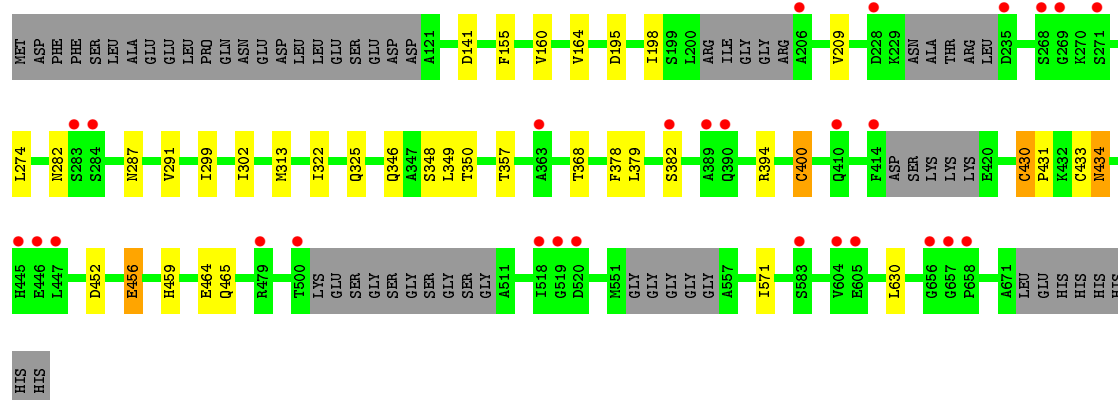 MET ASP PHE PHE SER LEU ALA GLU GLU LEU PRO GLN ASN GLU ASP LEU LEU GLU SER GLU ASP ASP A121 D141 F155 V160 V164 D195 I198 S199 L200 ARG ILE GLY GLY ARG A206 V209 D228 K229 ASN ALA THR ARG LEU D235 S268 G269 K270 S271
L274 N282 S283 S284 N287 V291 I299 I302 M313 I322 Q325 Q346 A347 S348 L349 T350 T357 A363 T368 F378 L379 S382 A389 Q390 R394 C400 Q410 F414 ASP SER LYS LYS LYS E420 C430 P431 K432 C433 N434
H445 E446 L447 D452 E456 H459 E464 Q465 R479 T500 LYS GLU SER GLY SER SER GLY SER GLY SER GLY A511 I518 G519 D520 M551 GLY GLY GLY GLY GLY A557 I571 S583 V604 E605 L630 G656 G657 P658 A671 LEU GLU HIS HIS HIS HIS
HIS HIS